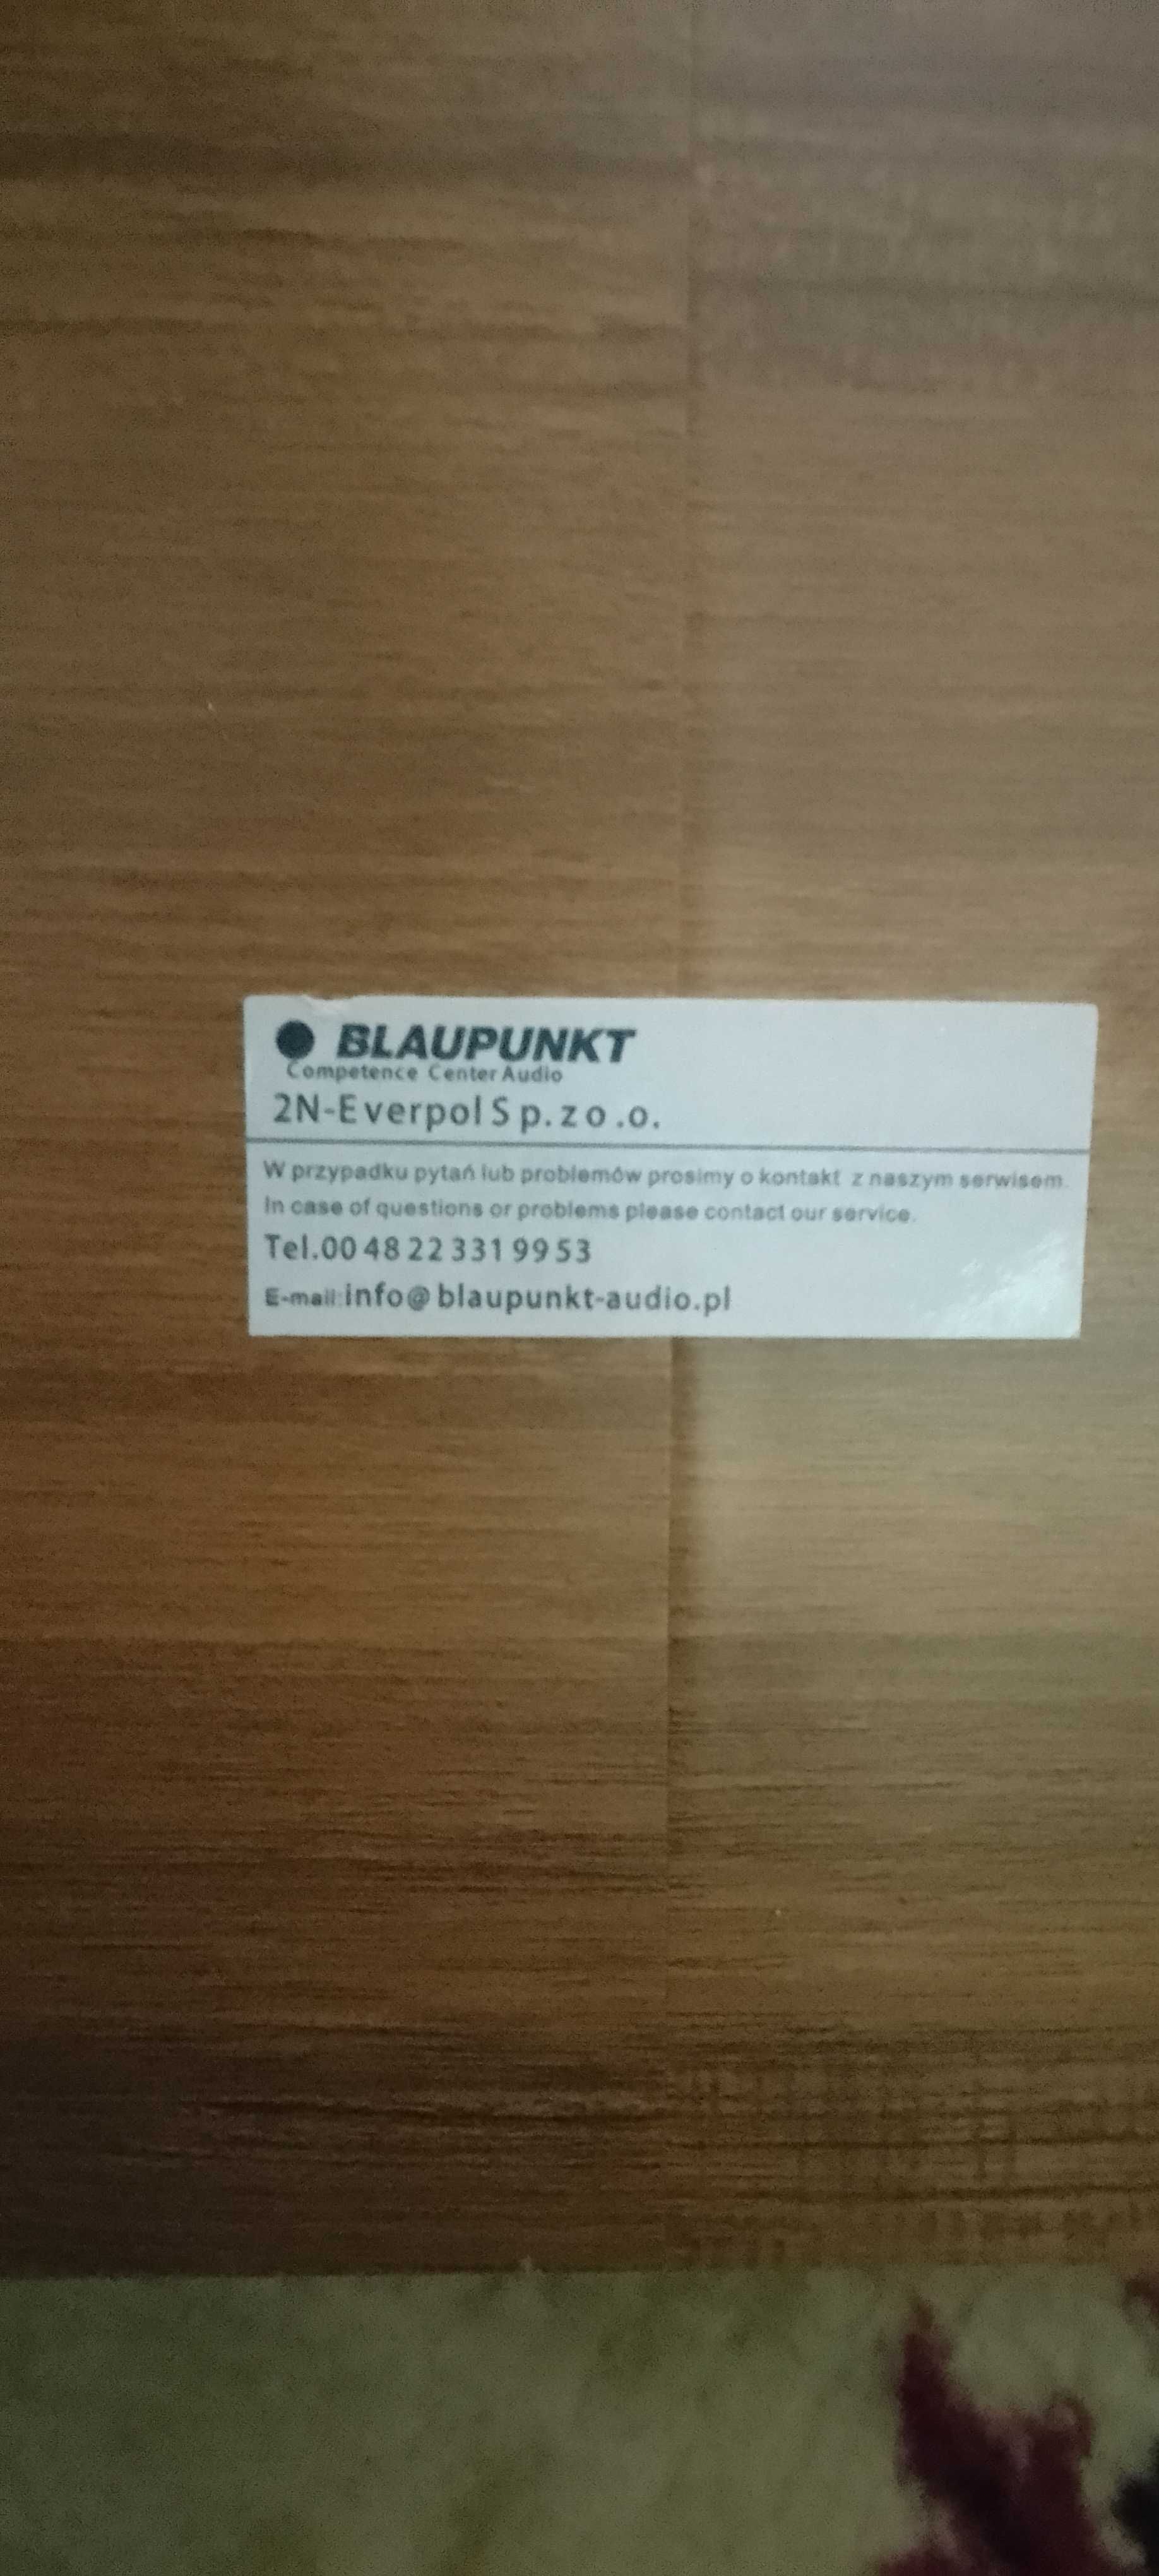 BLAUPUNKT
Competence Center Audio
2N-Everpol Sp. z o.o.
W przypadku pytań lub problemów prosimy o kontakt z naszym serwisem.
In case of questions or problems please contact our service.
Tel.00 48 22 331 99 53
E-mail:info@blaupunkt-audio.pl